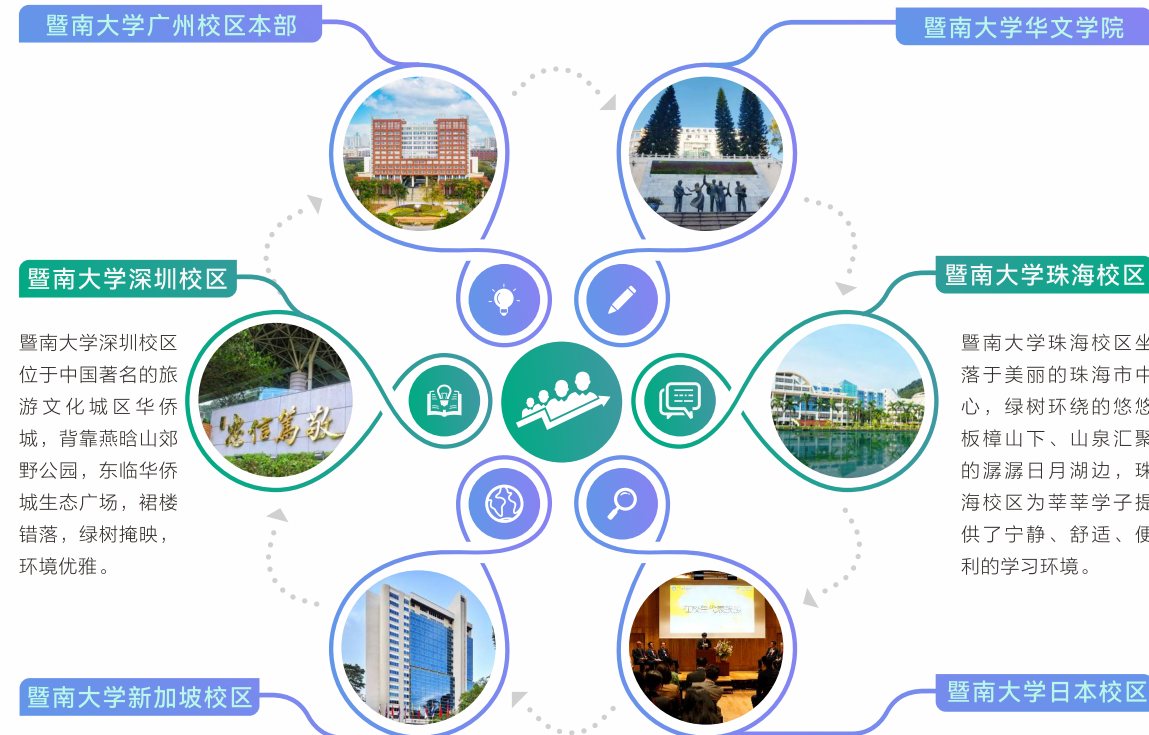 暨南大学广州校区本部
暨南大学华文学院
暨南大学深圳校区
暨南大学深圳校区
位于中国著名的旅
游文化城区华侨
城，背靠燕晗山郊
野公园，东临华侨
城生态广场，裙楼
错落，绿树掩映，
环境优雅。
忠信篤敬
暨南大学珠海校区
暨南大学珠海校区坐
落于美丽的珠海市中
心，绿树环绕的悠悠
板樟山下、山泉汇聚
的潺潺日月湖边，珠
海校区为莘莘学子提
供了宁静、舒适、便
利的学习环境。
暨南大学新加坡校区
暨南大学日本校区